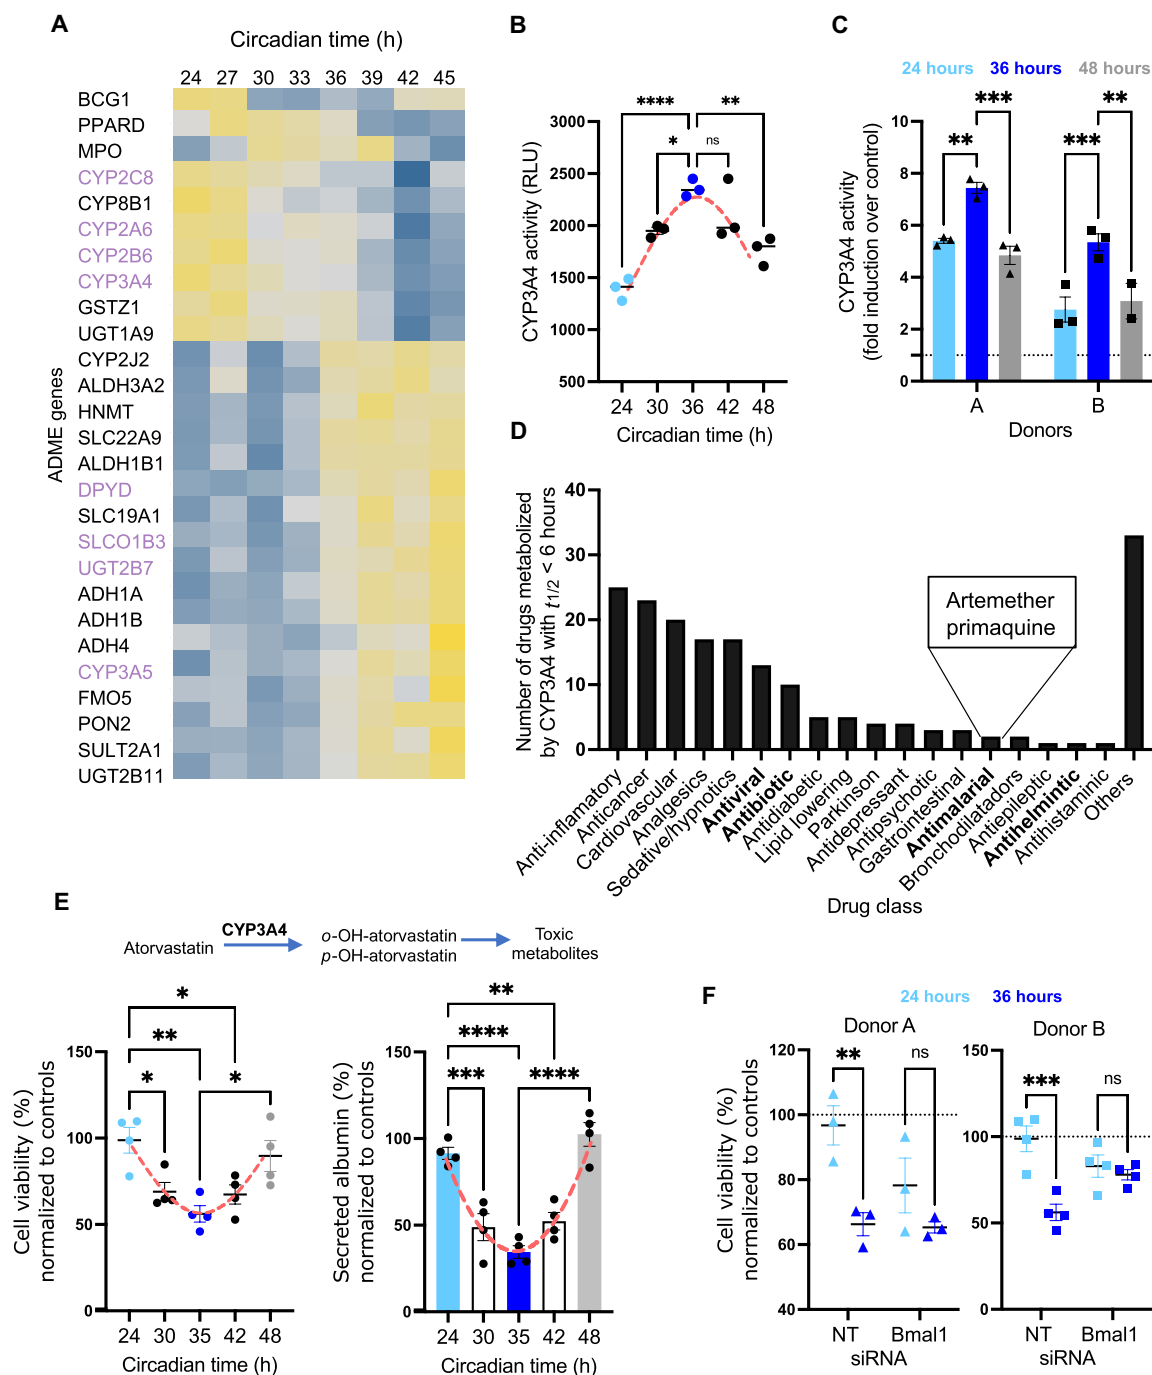 A
Circadian time (h)
24 27 30 33 36 39 42 45
ADME genes
BCG1
PPARD
MPO
CYP2C8
CYP8B1
CYP2A6
CYP2B6
CYP3A4
GSTZ1
UGT1A9
CYP2J2
ALDH3A2
HNMT
SLC22A9
ALDH1B1
DPYD
SLC19A1
SLCO1B3
UGT2B7
ADH1A
ADH1B
ADH4
CYP3A5
FMO5
PON2
SULT2A1
UGT2B11
B
**** **
* ns
CYP3A4 activity (RLU)
3000
2500
2000
1500
1000
500
24 30 36 42 48
Circadian time (h)
C
24 hours 36 hours 48 hours
*** **
** ***
CYP3A4 activity
(fold induction over control)
10
8
6
4
2
0
A B
Donors
D
Number of drugs metabolized
by CYP3A4 with t1/2 < 6 hours
40
30
20
10
0
Artemether
primaquine
Anti-inflamatory
Anticancer
Cardiovascular
Analgesics
Sedative/hypnotics
Antiviral
Antibiotic
Antidiabetic
Lipid lowering
Parkinson
Antidepressant
Antipsychotic
Gastrointestinal
Antimalarial
Bronchodilatadors
Antiepileptic
Antihelmintic
Antihistaminic
Others
Drug class
E
Atorvastatin
CYP3A4
o-OH-atorvastatin
p-OH-atorvastatin
Toxic
metabolites
*
**
* *
Cell viability (%)
normalized to controls
150
100
50
0
24 30 35 42 48
Circadian time (h)
**
****
*** ****
Secreted albumin (%)
normalized to controls
150
100
50
0
24 30 35 42 48
Circadian time (h)
F
24 hours 36 hours
Donor A
** ns
Cell viability (%)
normalized to controls
120
100
80
60
40
NT Bmal1
siRNA
Donor B
*** ns
150
100
50
0
NT Bmal1
siRNA